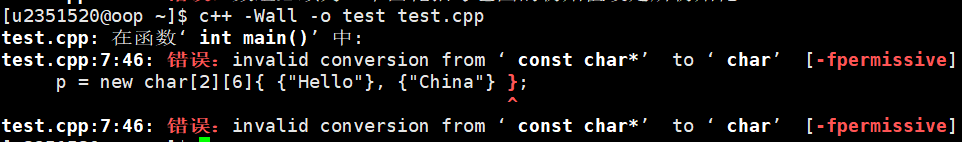 [u2351520@oop ~]$ c++ -Wall -o test test.cpp
test.cpp: 在函数‘ int main()’ 中:
test.cpp:7:46: 错误：invalid conversion from ‘ const char*’ to ‘ char’ [-fpermissive]
p = new char[2][6]{ {"Hello"}, {"China"} };
^
test.cpp:7:46: 错误：invalid conversion from ‘ const char*’ to ‘ char’ [-fpermissive]